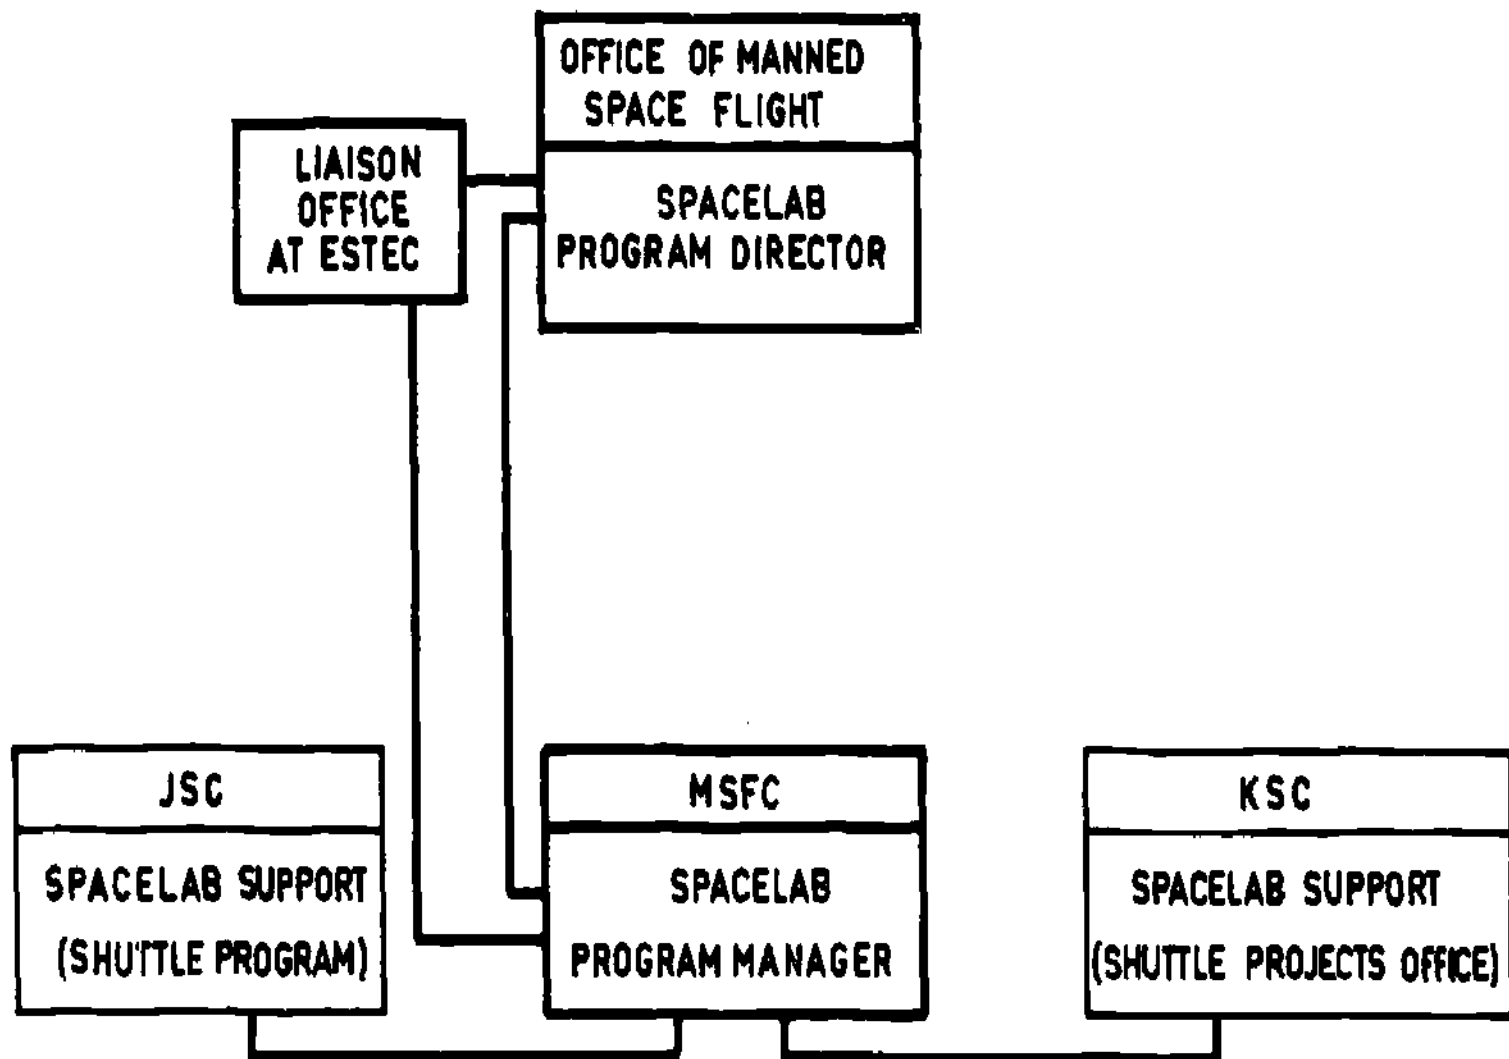 OFFICE OF MANNED
SPACE FLIGHT
LIAISON
OFFICE
AT ESTEC
SPACELAB
PROGRAM DIRECTOR
JSC
SPACELAB SUPPORT
(SHUTTLE PROGRAM)
MSFC
SPACELAB
PROGRAM MANAGER
KSC
SPACELAB SUPPORT
(SHUTTLE PROJECTS OFFICE)